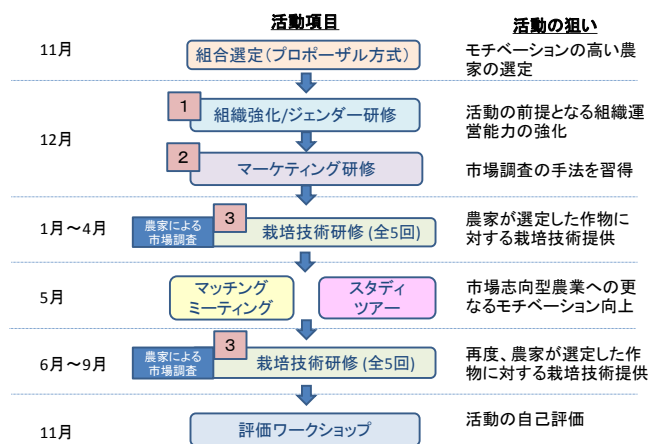 活動項目
活動の狙い
11月
組合選定(プロポーザル方式)
モチベーションの高い農
家の選定
12月
1
組織強化/ジェンダー研修
活動の前提となる組織運
営能力の強化
2
マーケティング研修
市場調査の手法を習得
1月～4月
農家による
市場調査
3
栽培技術研修 (全5回)
農家が選定した作物に
対する栽培技術提供
5月
マッチング
ミーティング
スタディ
ツアー
市場志向型農業への更
なるモチベーション向上
6月～9月
農家による
市場調査
3
栽培技術研修 (全5回)
再度、農家が選定した作
物に対する栽培技術提供
11月
評価ワークショップ
活動の自己評価